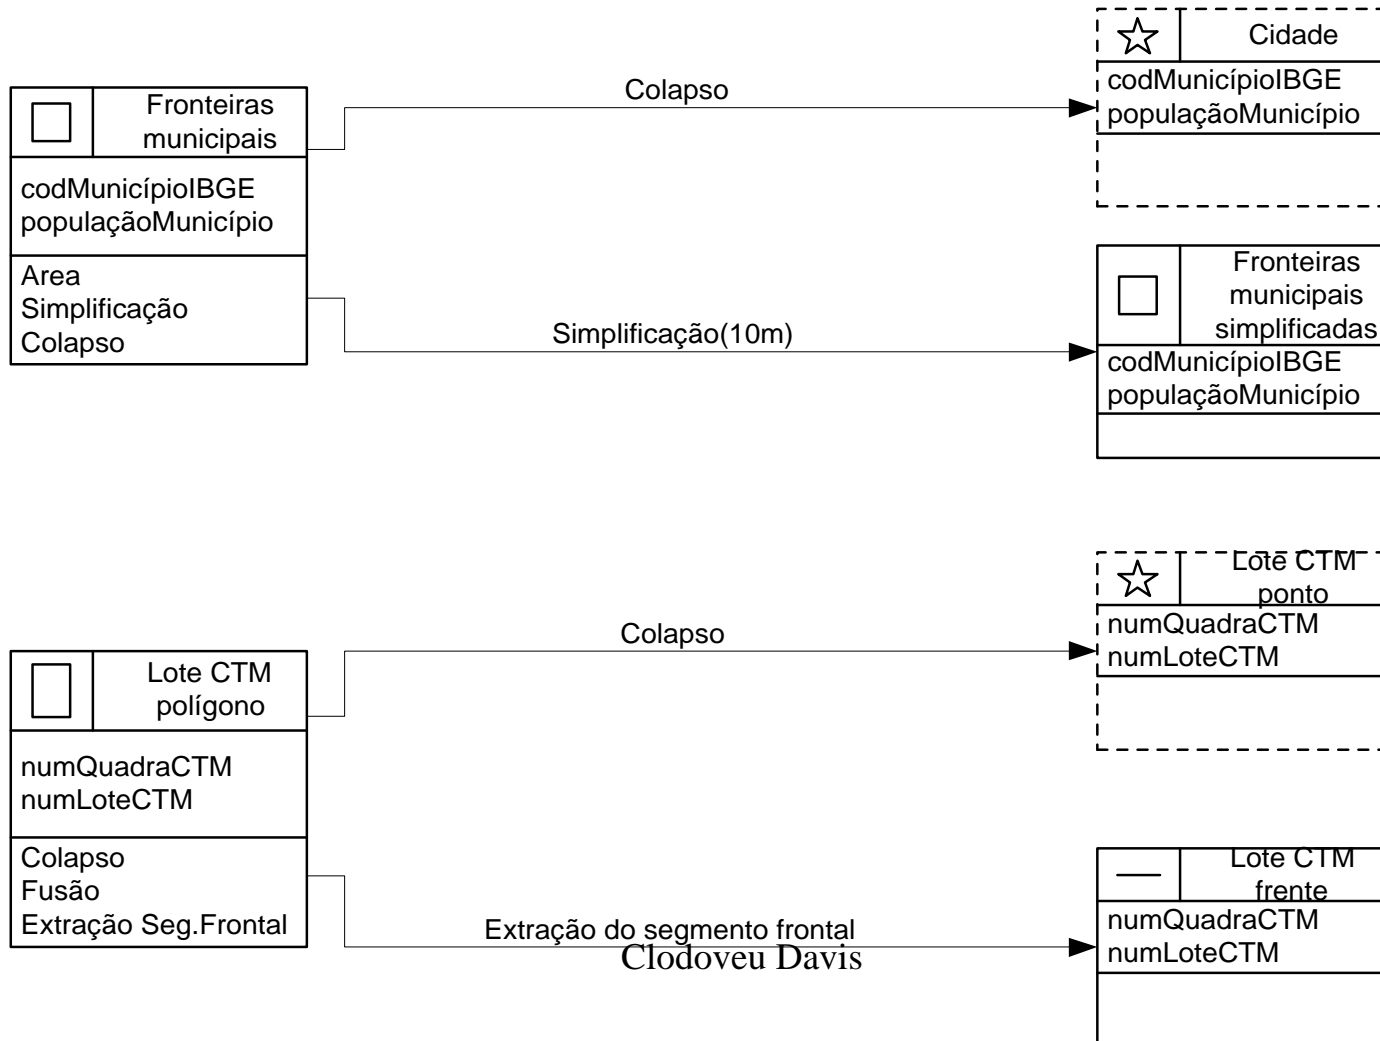 Cidade
codMunicípioIBGE
populaçãoMunicípio
Colapso
Fronteiras
municipais
codMunicípioIBGE
populaçãoMunicípio
Area
Simplificação
Colapso
Simplificação(10m)
Fronteiras
municipais
simplificadas
codMunicípioIBGE
populaçãoMunicípio
Lote CTM
ponto
numQuadraCTM
numLoteCTM
Colapso
Lote CTM
polígono
numQuadraCTM
numLoteCTM
Colapso
Fusão
Extração Seg.Frontal
Extração do segmento frontal
Clodoveu Davis
Lote CTM
frente
numQuadraCTM
numLoteCTM